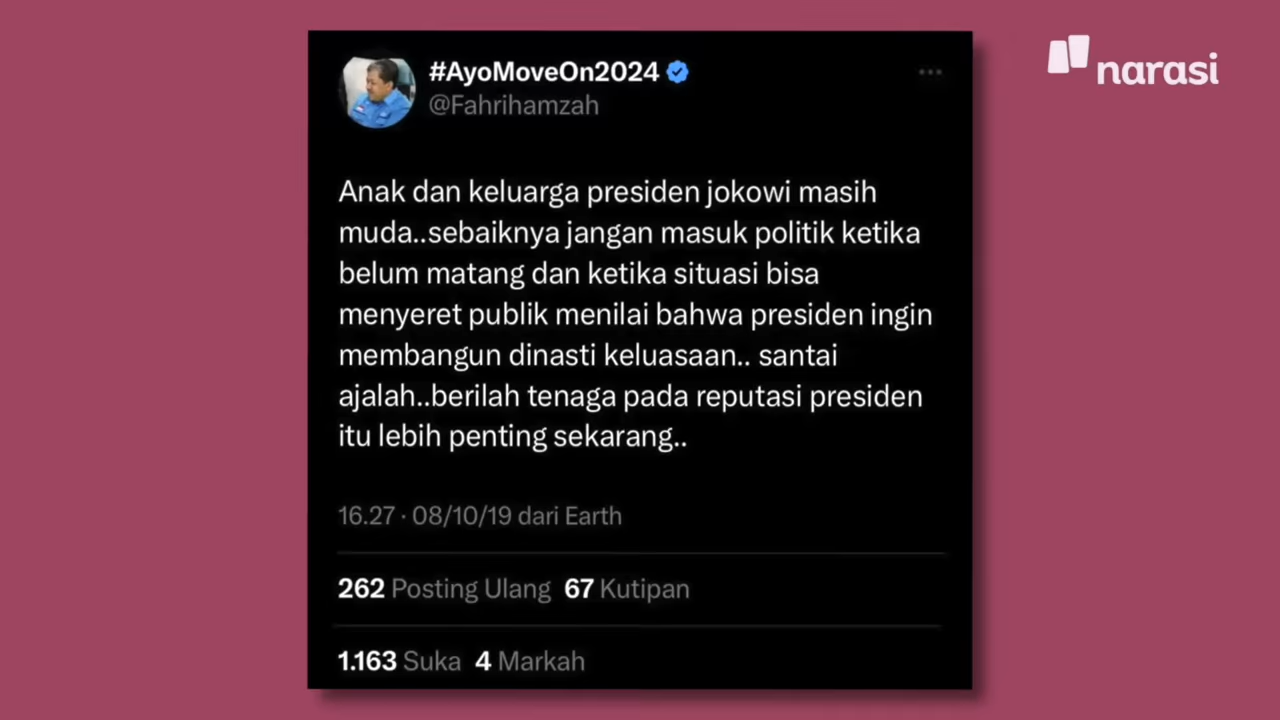 #AyoMoveOn2024
narasi
@Fahrihamzah
Anak dan keluarga presiden jokowi masih
muda..sebaiknya jangan masuk politik ketika
belum matang dan ketika situasi bisa
menyeret publik menilai bahwa presiden ingin
membangun dinasti keluasaan.. santai
ajalah..berilah tenaga pada reputasi presiden
itu lebih penting sekarang..
16.27 · 08/10/19 dari Earth
262 Posting Ulang 67 Kutipan
1.163 Suka 4 Markah